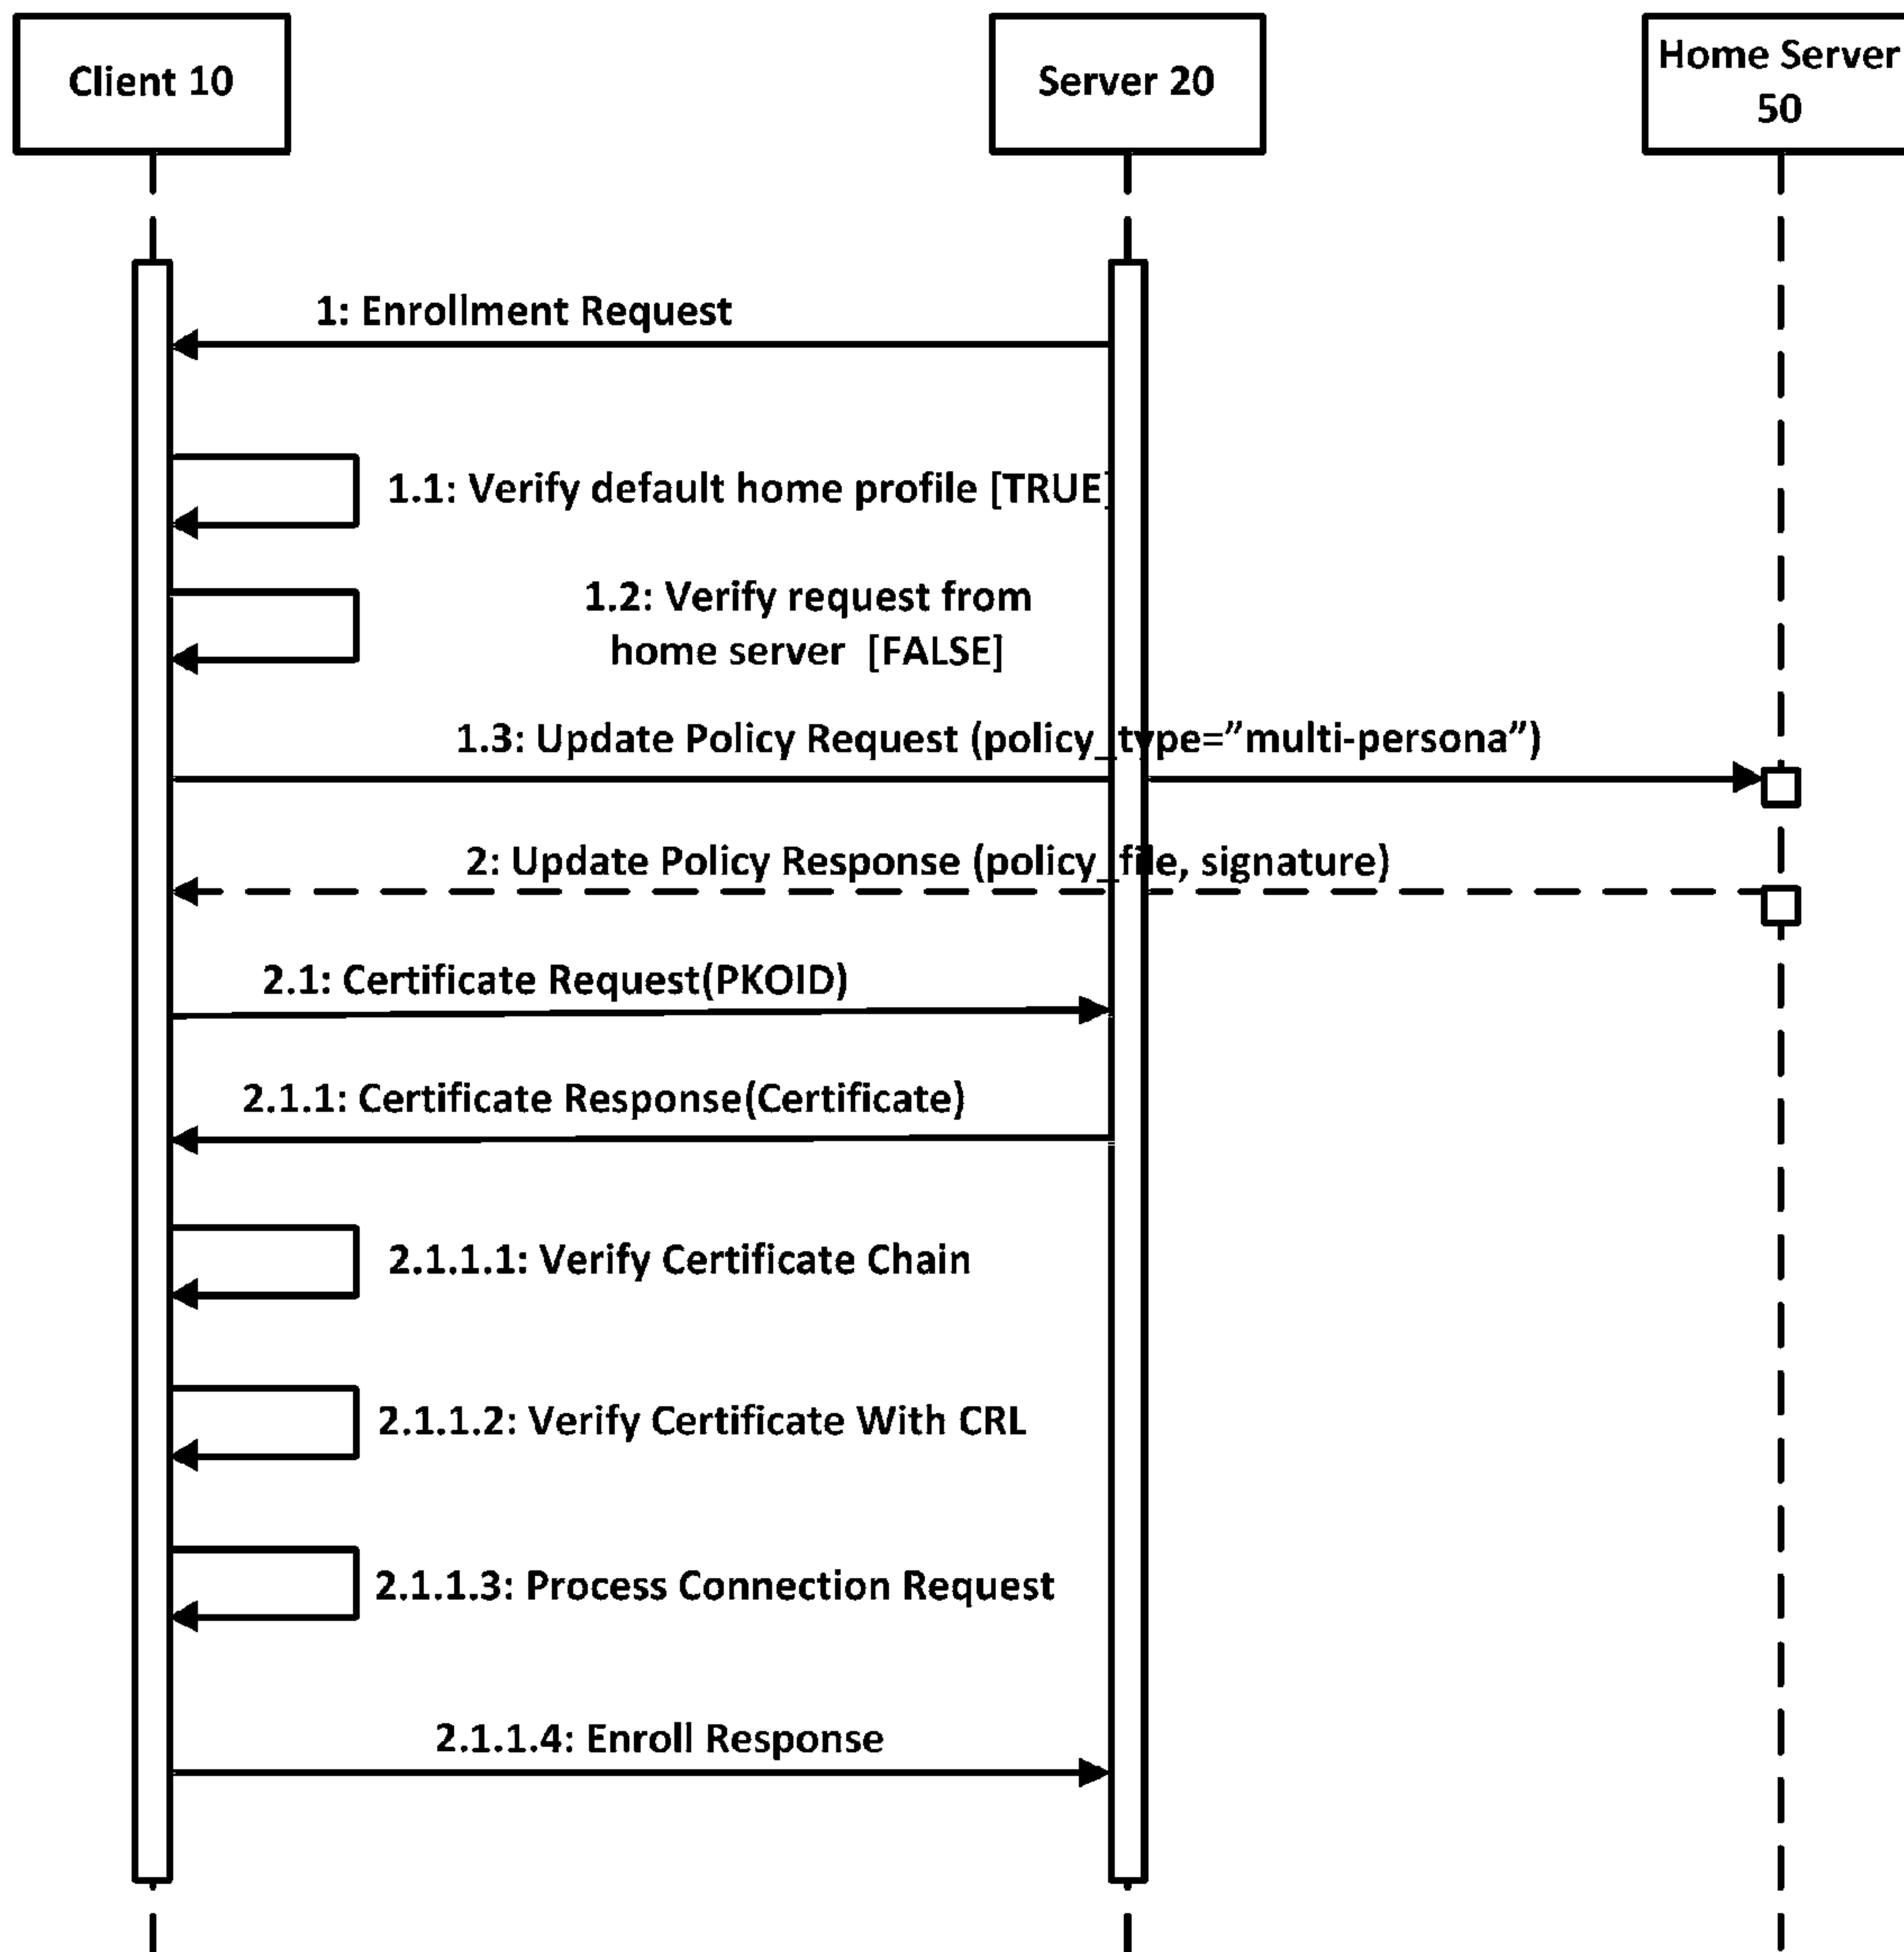 Client 10
Server 20
Home Server
50
1: Enrollment Request
1.1: Verify default home profile [TRUE]
1.2: Verify request from
home server [FALSE]
1.3: Update Policy Request (policy_type=”multi-persona”)
2: Update Policy Response (policy_file, signature)
2.1: Certificate Request(PKOID)
2.1.1: Certificate Response(Certificate)
2.1.1.1: Verify Certificate Chain
2.1.1.2: Verify Certificate With CRL
2.1.1.3: Process Connection Request
2.1.1.4: Enroll Response